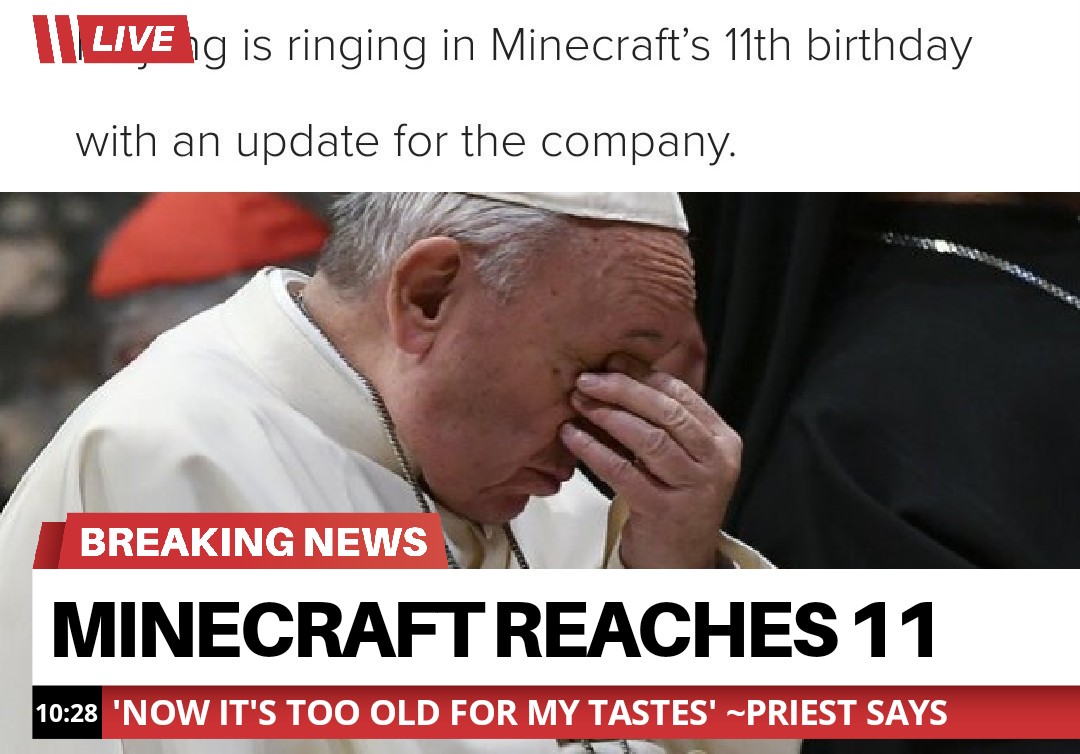 LIVE
ng is ringing in Minecraft’s 11th birthday
with an update for the company.
BREAKING NEWS
MINECRAFT REACHES 11
10:28 'NOW IT'S TOO OLD FOR MY TASTES' ~PRIEST SAYS